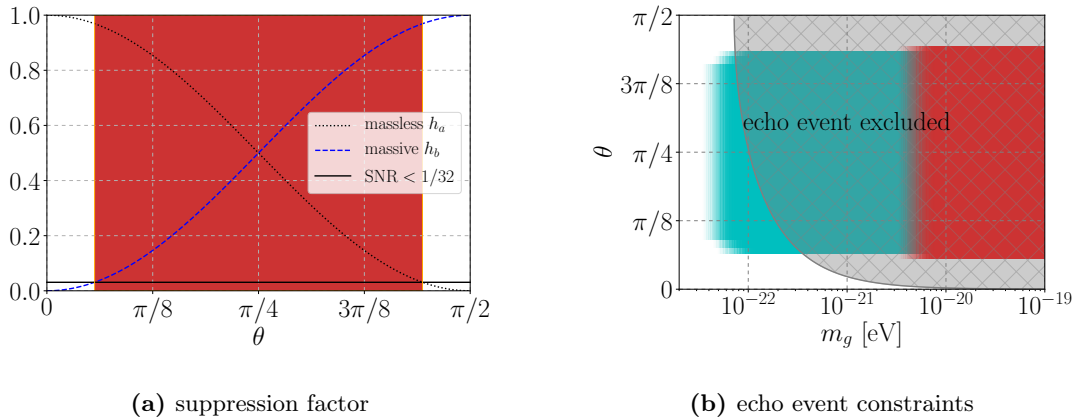 1.0
0.8
0.6
0.4
0.2
0.0
massless h_a
massive h_b
SNR < 1/32
0
π/8
π/4
3π/8
π/2
θ
π/2
3π/8
π/4
π/8
0
θ
echo event excluded
10^{-22}
10^{-21}
10^{-20}
10^{-19}
m_g [eV]
(a) suppression factor
(b) echo event constraints